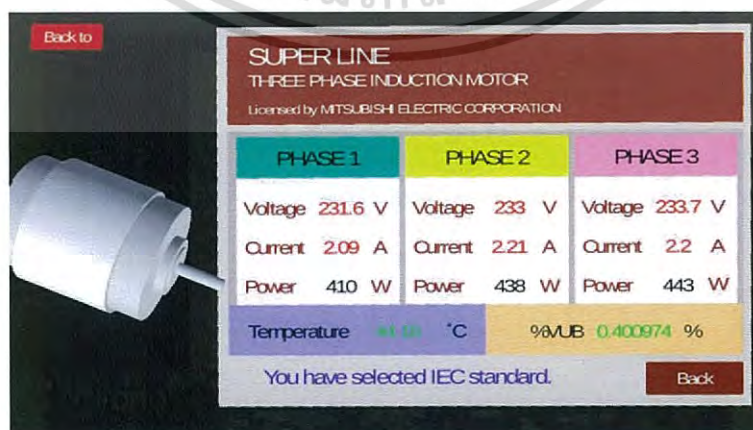 Back to
SUPER LINE
THREE PHASE INDUCTION MOTOR
Licensed by MITSUBISHI ELECTRIC CORPORATION
PHASE 1 PHASE 2 PHASE 3
Voltage 231.6 V Voltage 233 V Voltage 233.7 V
Current 2.09 A Current 2.21 A Current 2.2 A
Power 410 W Power 438 W Power 443 W
Temperature °C %VUB 0.400974 %
You have selected IEC standard.
Back